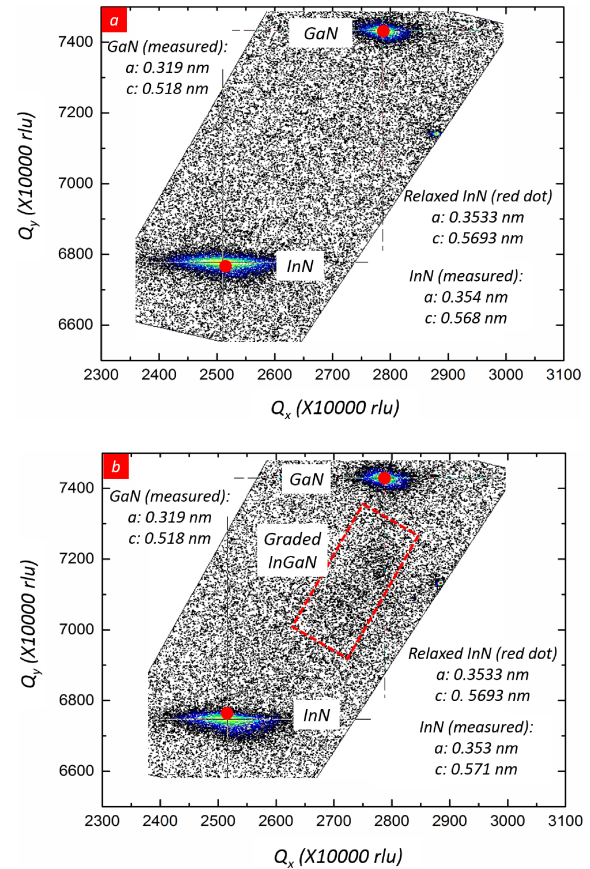 a
7400
7200
7000
6800
6600
Qy (X10000 rlu)
GaN (measured):
a: 0.319 nm
c: 0.518 nm
GaN
Relaxed InN (red dot)
a: 0.3533 nm
c: 0.5693 nm
InN
InN (measured):
a: 0.354 nm
c: 0.568 nm
2300 2400 2500 2600 2700 2800 2900 3000 3100
Qx (X10000 rlu)
b
7400
7200
7000
6800
6600
Qy (X10000 rlu)
GaN (measured):
a: 0.319 nm
c: 0.518 nm
GaN
Graded
InGaN
Relaxed InN (red dot)
a: 0.3533 nm
c: 0. 5693 nm
InN
InN (measured):
a: 0.353 nm
c: 0.571 nm
2300 2400 2500 2600 2700 2800 2900 3000 3100
Qx (X10000 rlu)